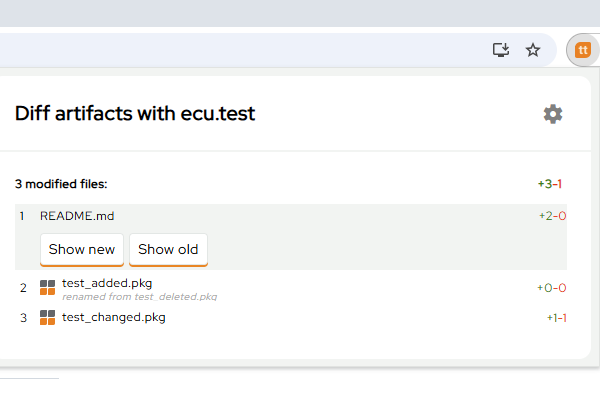 tt
Diff artifacts with ecu.test
3 modified files: +3-1
1 README.md +2-0
Show new Show old
2 test_added.pkg +0-0
renamed from test_deleted.pkg
3 test_changed.pkg +1-1